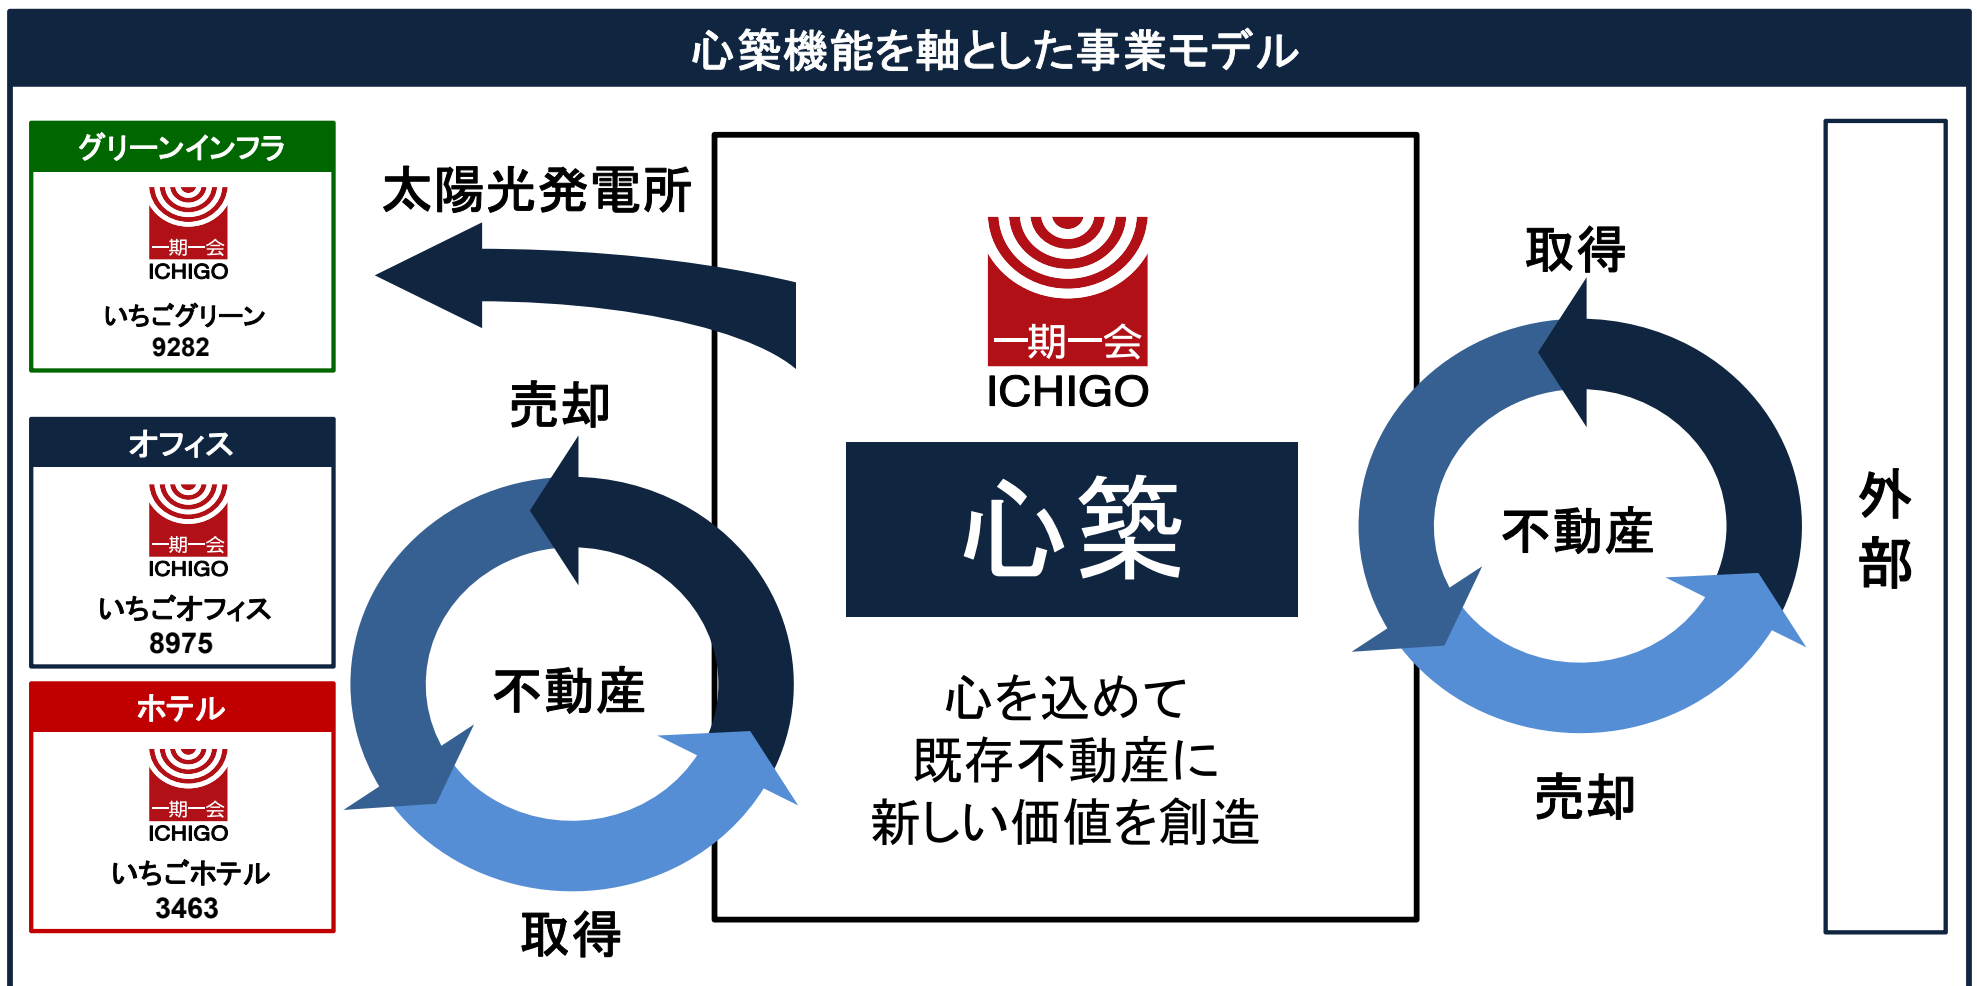 心築機能を軸とした事業モデル
グリーンインフラ
一期一会
ICHIGO
いちごグリーン
9282
オフィス
一期一会
ICHIGO
いちごオフィス
8975
ホテル
一期一会
ICHIGO
いちごホテル
3463
太陽光発電所
売却
不動産
取得
一期一会
ICHIGO
心築
心を込めて
既存不動産に
新しい価値を創造
取得
不動産
売却
外部